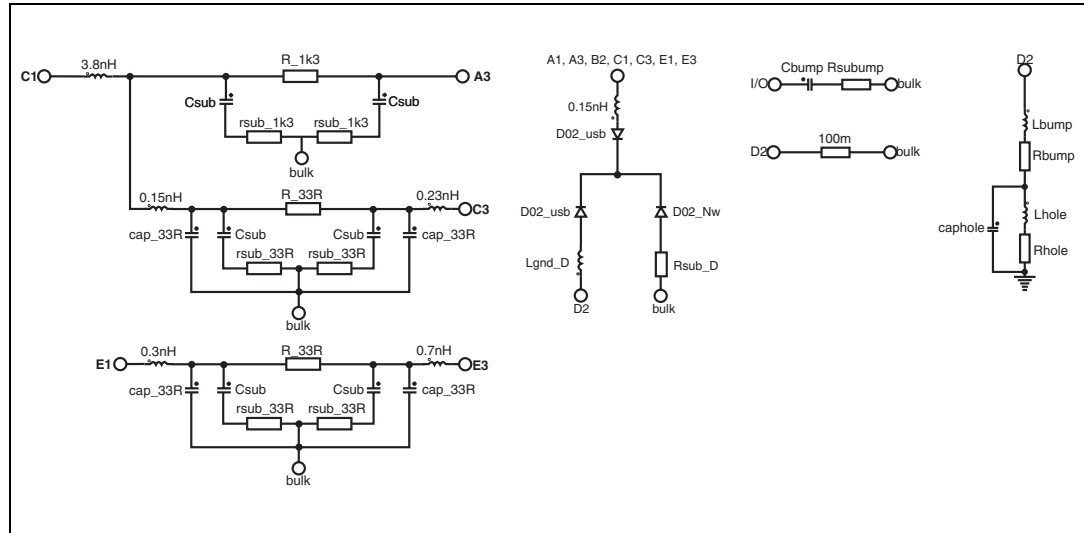 C1
3.8nH
R_1k3
A3
Csub
Csub
rsub_1k3
rsub_1k3
bulk
0.15nH
R_33R
0.23nH
C3
cap_33R
Csub
Csub
cap_33R
rsub_33R
rsub_33R
bulk
E1
0.3nH
R_33R
0.7nH
E3
cap_33R
Csub
Csub
cap_33R
rsub_33R
rsub_33R
bulk
A1, A3, B2, C1, C3, E1, E3
0.15nH
D02_usb
D02_usb
D02_Nw
Lgnd_D
Rsub_D
D2
bulk
Cbump Rsubump
I/O
bulk
100m
D2
bulk
D2
Lbump
Rbump
Lhole
caphole
Rhole